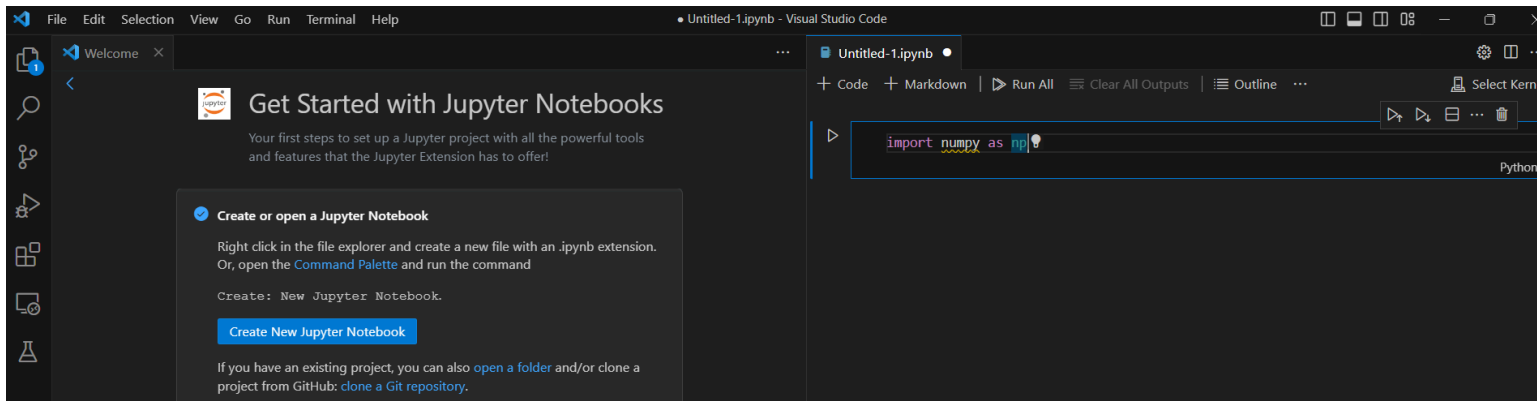 File Edit Selection View Go Run Terminal Help
● Untitled-1.ipynb - Visual Studio Code
1
Welcome
Untitled-1.ipynb
jupyter
Get Started with Jupyter Notebooks
Your first steps to set up a Jupyter project with all the powerful tools
and features that the Jupyter Extension has to offer!
Create or open a Jupyter Notebook
Right click in the file explorer and create a new file with an .ipynb extension.
Or, open the Command Palette and run the command
Create: New Jupyter Notebook.
Create New Jupyter Notebook
If you have an existing project, you can also open a folder and/or clone a
project from GitHub: clone a Git repository.
+ Code + Markdown Run All Clear All Outputs Outline ... Select Kern
import numpy as np
Python